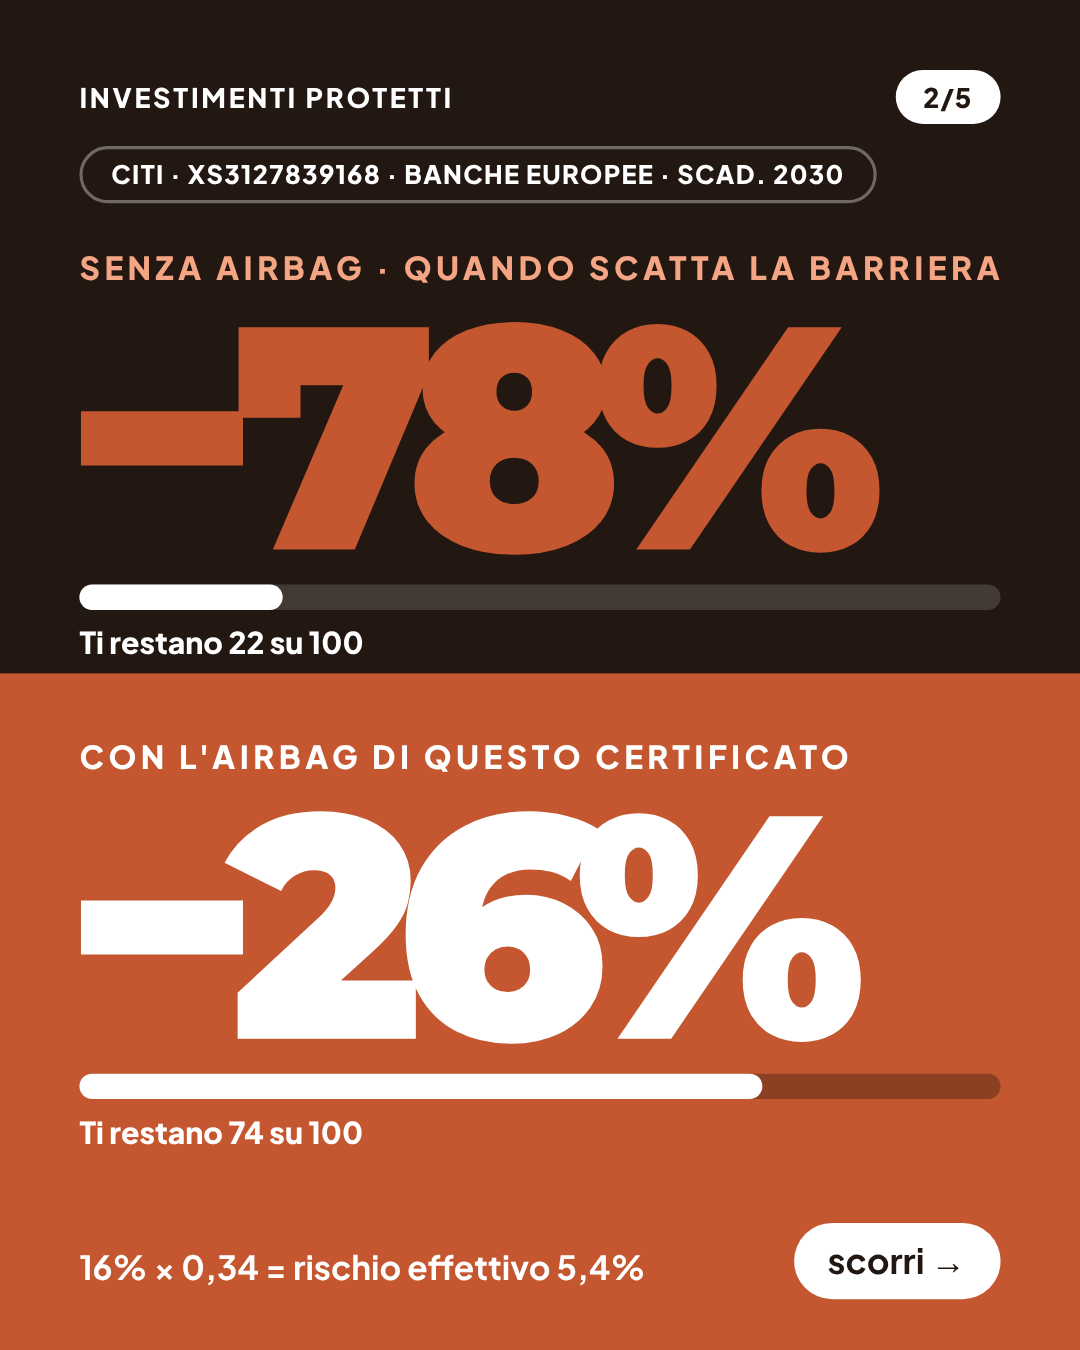 INVESTIMENTI PROTETTI
2/5
CITI · XS3127839168 · BANCHE EUROPEE · SCAD. 2030
SENZA AIRBAG · QUANDO SCATTA LA BARRIERA
−78%
Ti restano 22 su 100
CON L'AIRBAG DI QUESTO CERTIFICATO
−26%
Ti restano 74 su 100
16% × 0,34 = rischio effettivo 5,4%
scorri →